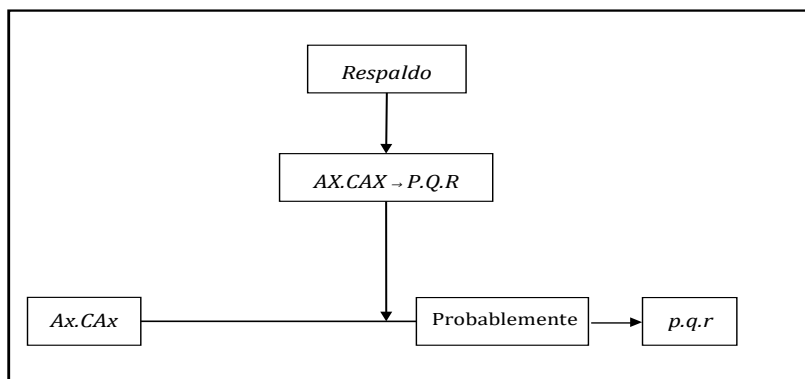 Respaldo
AX.CAX → P.Q.R
Ax.CAx
Probablemente
p.q.r